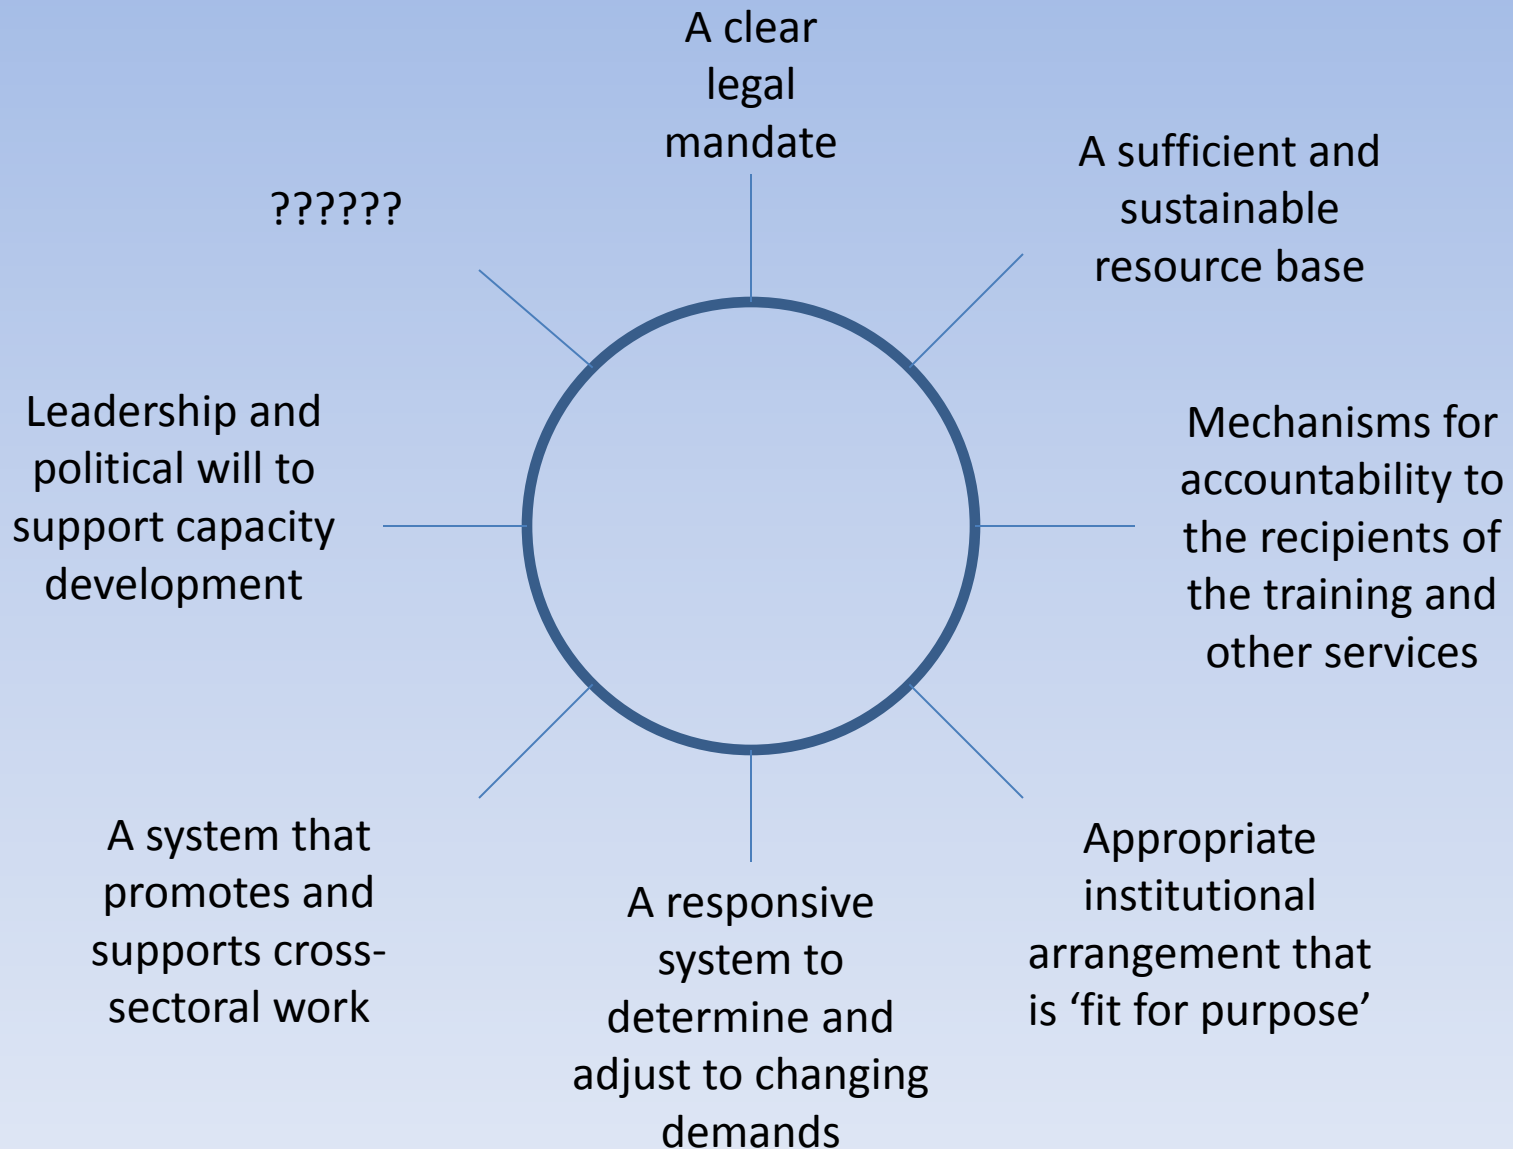 A clear
legal
mandate
A sufficient and
sustainable
resource base
Mechanisms for
accountability to
the recipients of
the training and
other services
Appropriate
institutional
arrangement that
is ‘fit for purpose’
A responsive
system to
determine and
adjust to changing
demands
A system that
promotes and
supports cross-
sectoral work
Leadership and
political will to
support capacity
development
??????